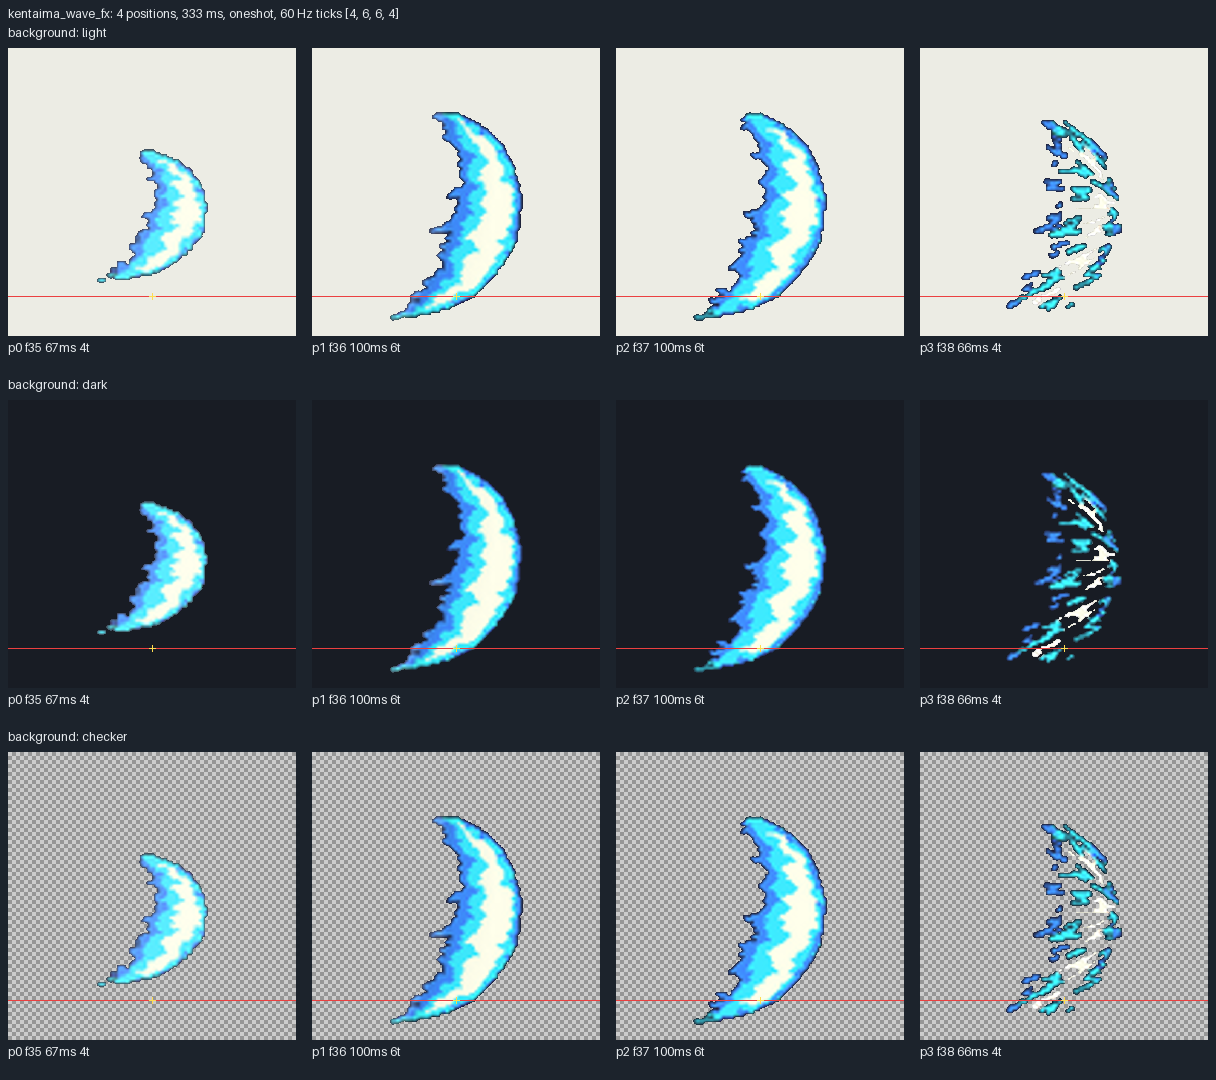 kentaima_wave_fx: 4 positions, 333 ms, oneshot, 60 Hz ticks [4, 6, 6, 4]
background: light
p0 f35 67ms 4t
p1 f36 100ms 6t
p2 f37 100ms 6t
p3 f38 66ms 4t
background: dark
p0 f35 67ms 4t
p1 f36 100ms 6t
p2 f37 100ms 6t
p3 f38 66ms 4t
background: checker
p0 f35 67ms 4t
p1 f36 100ms 6t
p2 f37 100ms 6t
p3 f38 66ms 4t